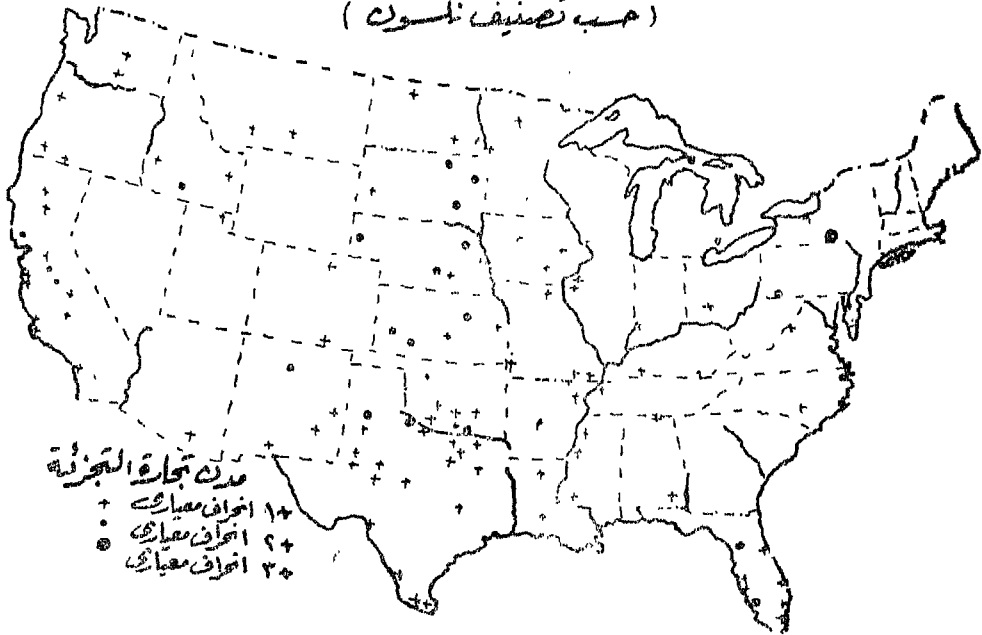 (حسب تصنيف نلسون)
مدن تجارة التجزئة
+١ انحراف معياري
+٢ انحراف معياري
+٣ انحراف معياري